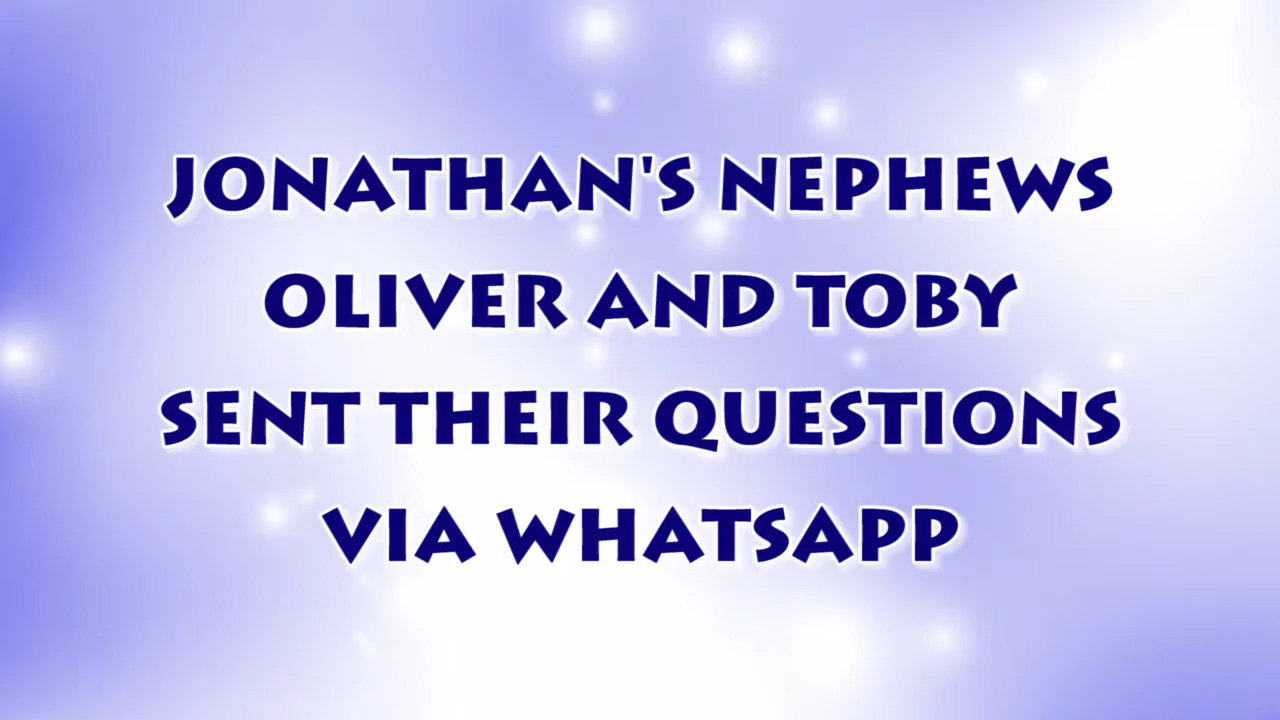 JONATHAN'S NEPHEWS
OLIVER AND TOBY
SENT THEIR QUESTIONS
VIA WHATSAPP